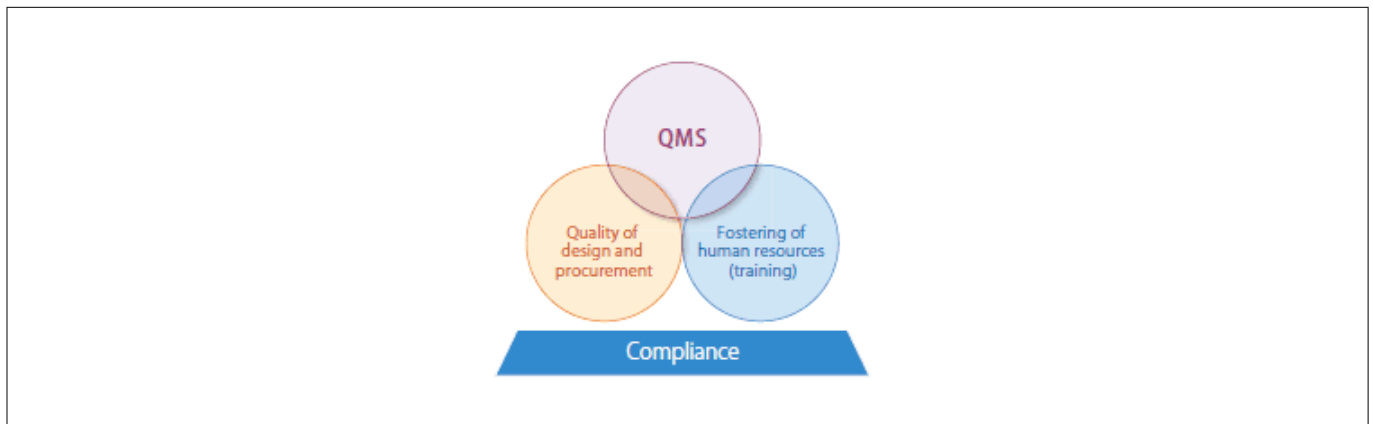 QMS
Quality of
design and
procurement
Fostering of
human resources
(training)
Compliance